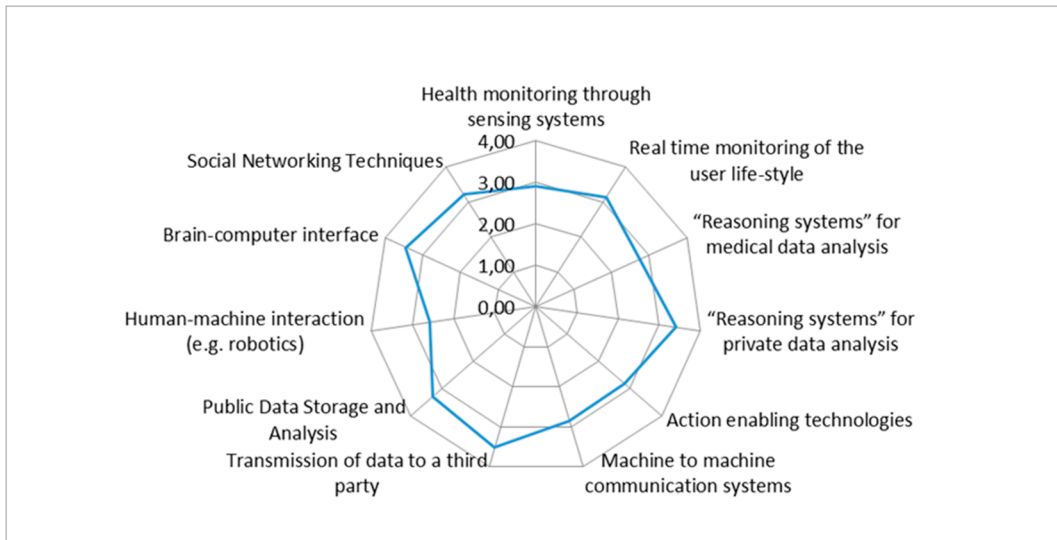 Health monitoring through
sensing systems
4,00
3,00
2,00
1,00
0,00
Real time monitoring of the
user life-style
“Reasoning systems” for
medical data analysis
“Reasoning systems” for
private data analysis
Action enabling technologies
Machine to machine
communication systems
Transmission of data to a third
party
Public Data Storage and
Analysis
Human-machine interaction
(e.g. robotics)
Brain-computer interface
Social Networking Techniques